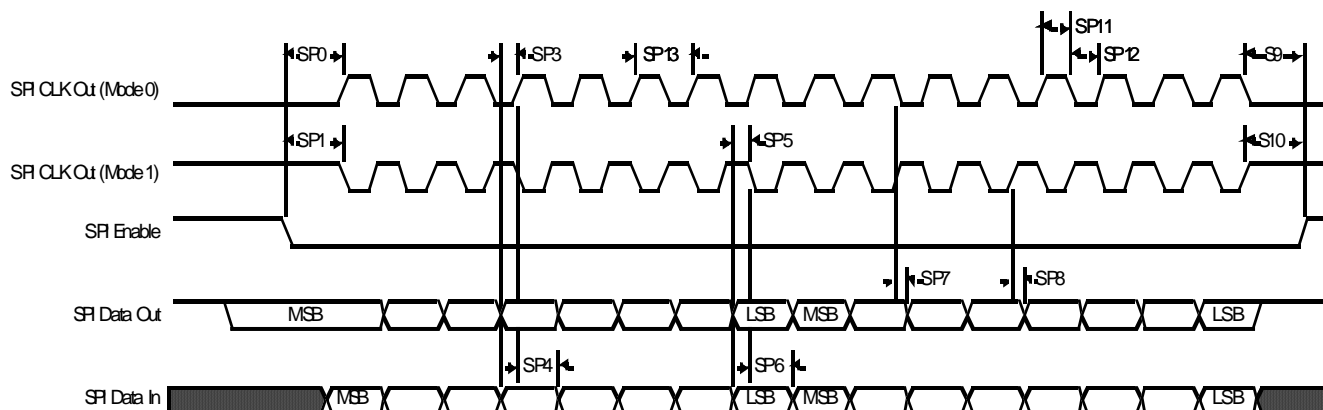 SP11
SP0 SP3 SP13 SP12 S9
SPI CLK Out (Mode 0)
SP1 SP5 S10
SPI CLK Out (Mode 1)
SPI Enable
SP7 SP8
SPI Data Out MSB LSB MSB LSB
SP4 SP6
SPI Data In MSB LSB MSB LSB